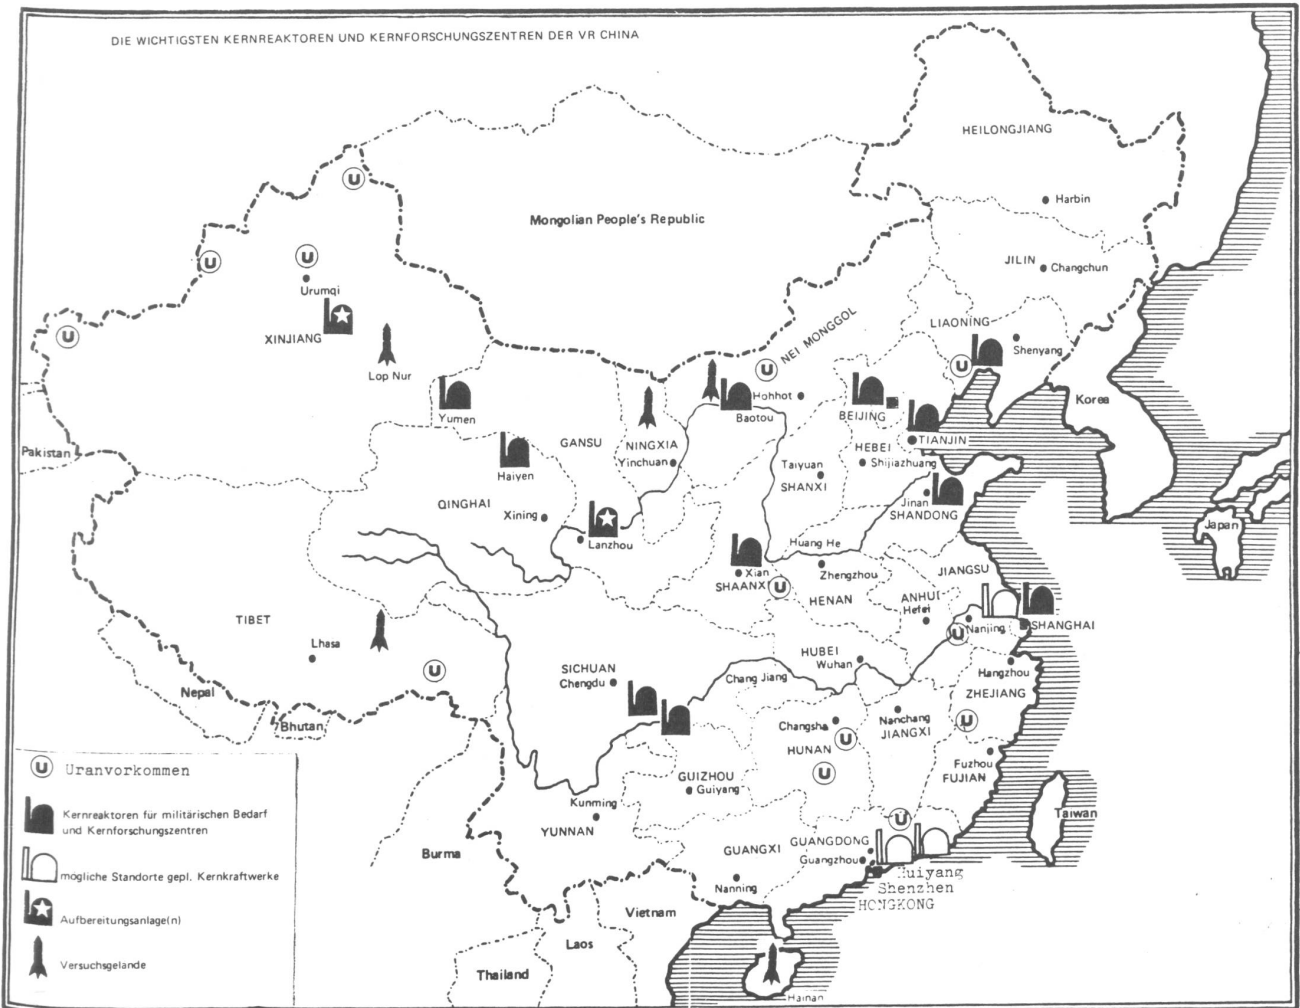 DIE WICHTIGSTEN KERNREAKTOREN UND KERNFORSCHUNGSZENTREN DER VR CHINA
HEILONGJIANG
Harbin
Mongolian People's Republic
JILIN
Changchun
U
U
U
Urumqi
XINJIANG
U
Lop Nur
NEI MONGGOL
LIAONING
Shenyang
U
U
Hohhot
Baotou
BEIJING
TIANJIN
Korea
Yumen
Pakistan
GANSU
NINGXIA
Yinchuan
HEBEI
Shijiazhuang
Taiyuan
SHANXI
Haiyen
QINGHAI
Xining
Jinan
SHANDONG
Japan
Lanzhou
Huang He
Xian
SHAANXI
U
Zhengzhou
HENAN
JIANGSU
ANHUI
Hefei
Nanjing
U
SHANGHAI
TIBET
Lhasa
U
SICHUAN
Chengdu
HUBEI
Wuhan
Chang Jiang
Hangzhou
ZHEJIANG
U
Nepal
Bhutan
Changsha
HUNAN
U
U
Nanchang
JIANGXI
Fuzhou
FUJIAN
GUIZHOU
Guiyang
Kunming
YUNNAN
Taiwan
U
GUANGDONG
Guangzhou
GUANGXI
Nanning
Huiyang
Shenzhen
HONGKONG
Burma
Vietnam
Laos
Thailand
Hainan
U Uranvorkommen
Kernreaktoren für militärischen Bedarf
und Kernforschungszentren
mögliche Standorte gepl. Kernkraftwerke
Aufbereitungsanlage(n)
Versuchsgelände